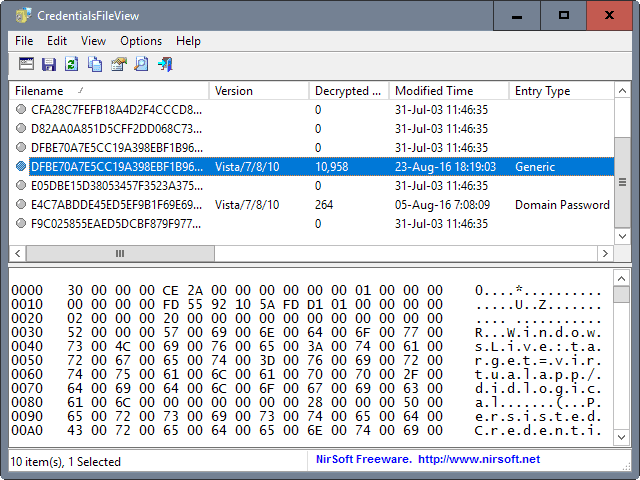 CredentialsFileView
File Edit View Options Help
Filename Version Decrypted ... Modified Time Entry Type
CFA28C7FEFB18A4D2F4CCCD8... 0 31-Jul-03 11:46:35
D82AA0A851D5CFF2DD068C73... 0 31-Jul-03 11:46:35
DFBE70A7E5CC19A398EBF1B96... 0 31-Jul-03 11:46:35
DFBE70A7E5CC19A398EBF1B96... Vista/7/8/10 10,958 23-Aug-16 18:19:03 Generic
E05DBE15D38053457F3523A375... 0 31-Jul-03 11:46:35
E4C7ABDDE45ED5EF9B1F69E69... Vista/7/8/10 264 05-Aug-16 7:08:09 Domain Password
F9C025855EAED5DCBF879F977... 0 31-Jul-03 11:46:35
0000 30 00 00 00 CE 2A 00 00 00 00 00 00 01 00 00 00 0....*..........
0010 00 00 00 00 FD 55 92 10 5A FD D1 01 00 00 00 00 .....U..Z.......
0020 02 00 00 00 20 00 00 00 00 00 00 00 00 00 00 00 .... ...........
0030 52 00 00 00 57 00 69 00 6E 00 64 00 6F 00 77 00 R...W.i.n.d.o.w.
0040 73 00 4C 00 69 00 76 00 65 00 3A 00 74 00 61 00 s.L.i.v.e.:.t.a.
0050 72 00 67 00 65 00 74 00 3D 00 76 00 69 00 72 00 r.g.e.t.=.v.i.r.
0060 74 00 75 00 61 00 6C 00 61 00 70 00 70 00 2F 00 t.u.a.l.a.p.p./.
0070 64 00 69 00 64 00 6C 00 6F 00 67 00 69 00 63 00 d.i.d.l.o.g.i.c.
0080 61 00 6C 00 00 00 00 00 28 00 00 00 50 00 a.l.....(...P.
0090 65 00 72 00 73 00 69 00 73 00 74 00 65 00 64 00 e.r.s.i.s.t.e.d.
00A0 43 00 72 00 65 00 64 00 65 00 6E 00 74 00 69 00 C.r.e.d.e.n.t.i.
10 item(s), 1 Selected NirSoft Freeware. http://www.nirsoft.net